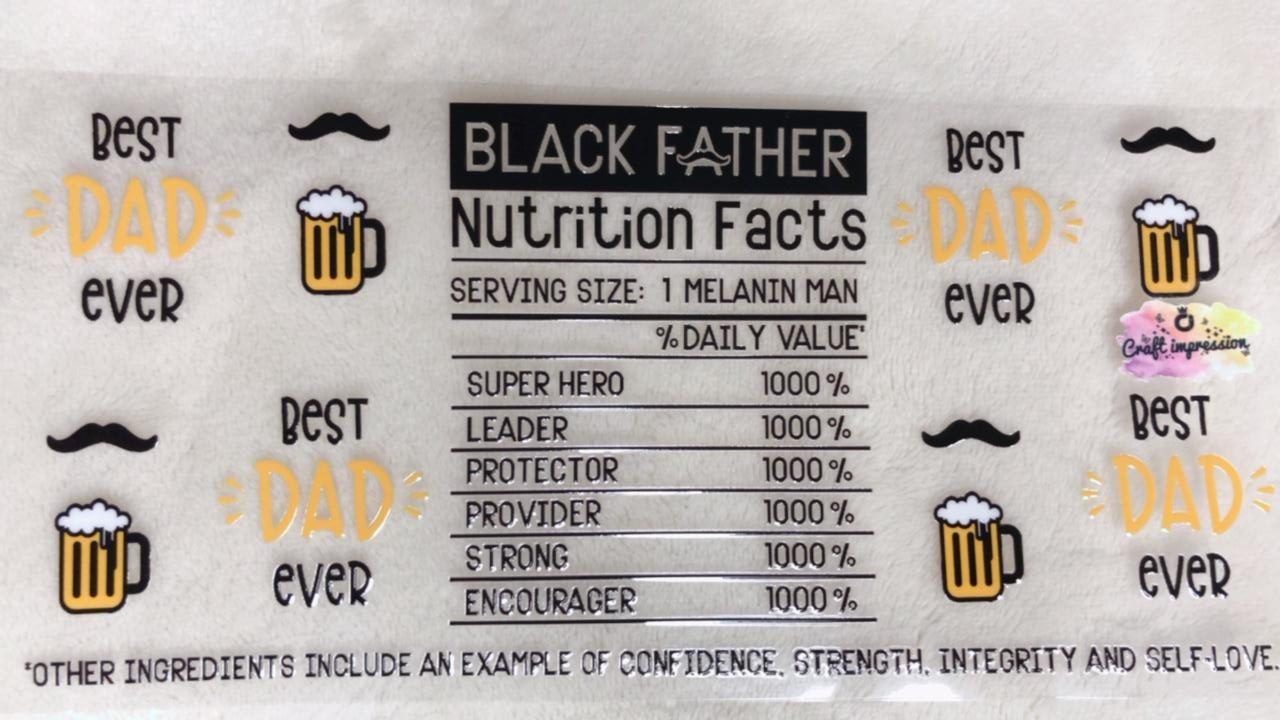 BEST
DAD
EVER
BEST
DAD
EVER
BLACK FATHER
Nutrition Facts
SERVING SIZE: 1 MELANIN MAN
%DAILY VALUE*
SUPER HERO 1000%
LEADER 1000%
PROTECTOR 1000%
PROVIDER 1000%
STRONG 1000%
ENCOURAGER 1000%
BEST
DAD
EVER
Craft impression
BEST
DAD
EVER
*OTHER INGREDIENTS INCLUDE AN EXAMPLE OF CONFIDENCE, STRENGTH, INTEGRITY AND SELF-LOVE.